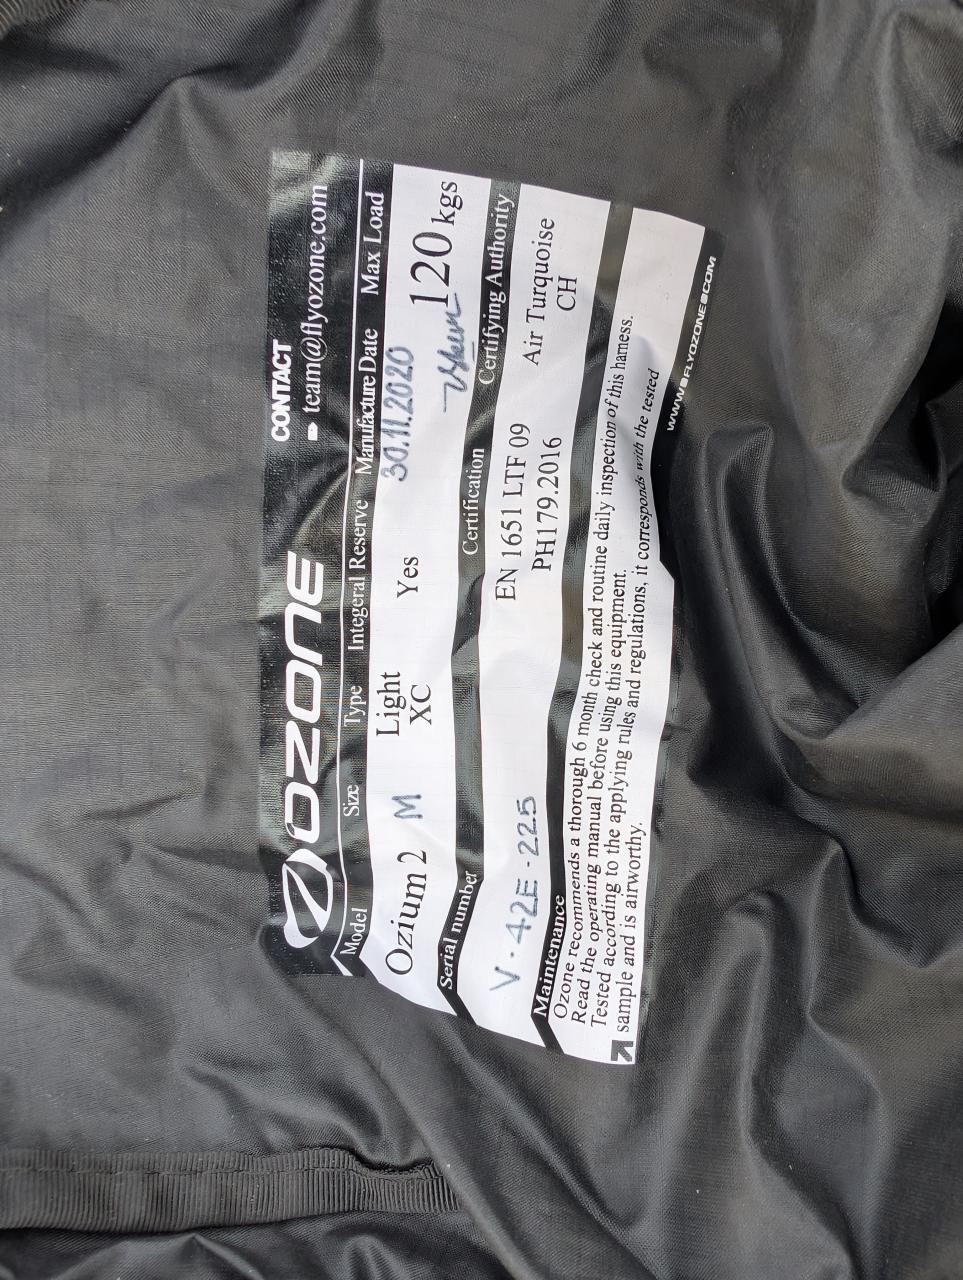 OZONE
CONTACT
team@flyozone.com
Model Size Type Integeral Reserve Manufacture Date Max Load
Ozium 2 M Light XC Yes 30.11.2020 120 kgs
Serial number Certification Certifying Authority
V-42E-225 EN 1651 LTF 09 Air Turquoise
PH179.2016 CH
Maintenance
Ozone recommends a thorough 6 month check and routine daily inspection of this harness.
Read the operating manual before using this equipment.
Tested according to the applying rules and regulations, it corresponds with the tested
sample and is airworthy.
WWW.FLYOZONE.COM